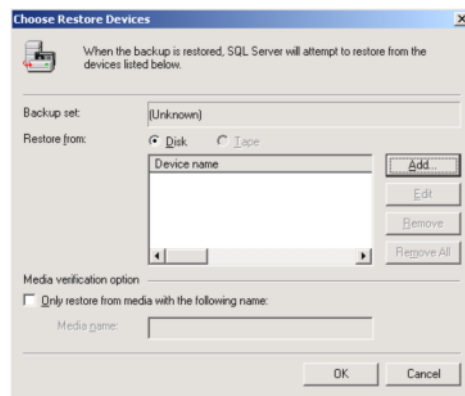 Choose Restore Devices
When the backup is restored, SQL Server will attempt to restore from the
devices listed below.
Backup set:
(Unknown)
Restore from:
Disk
Tape
Device name
Add...
Edit
Remove
Remove All
Media verification option
Only restore from media with the following name:
Media name:
OK
Cancel